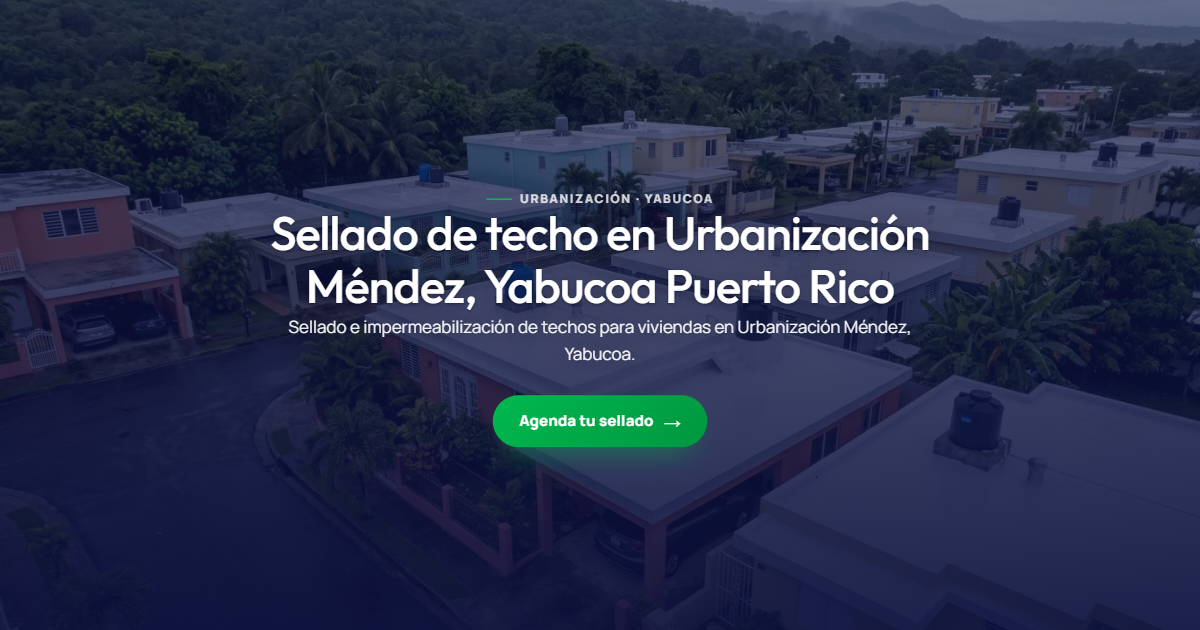 URBANIZACIÓN · YABUCOA
Sellado de techo en Urbanización
Méndez, Yabucoa Puerto Rico
Sellado e impermeabilización de techos para viviendas en Urbanización Méndez,
Yabucoa.
Agenda tu sellado →